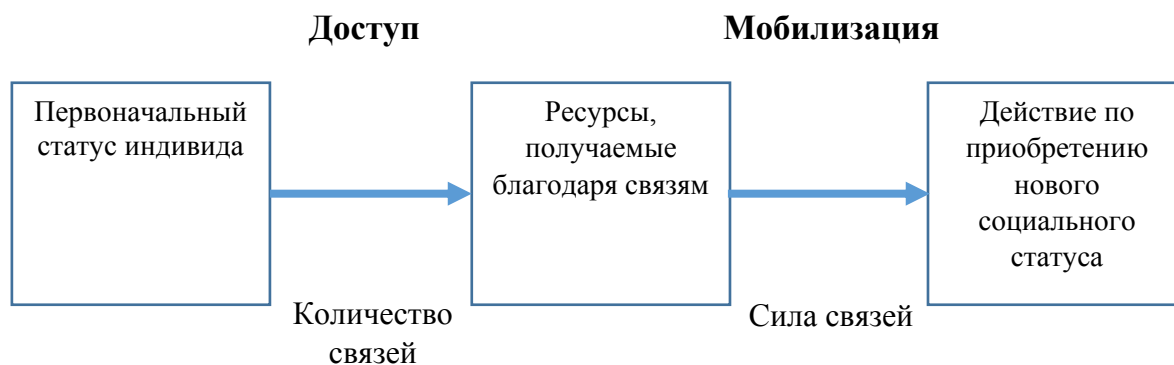 Доступ
Мобилизация
Первоначальный
статус индивида
Ресурсы,
получаемые
благодаря связям
Действие по
приобретению
нового
социального
статуса
Количество
связей
Сила связей